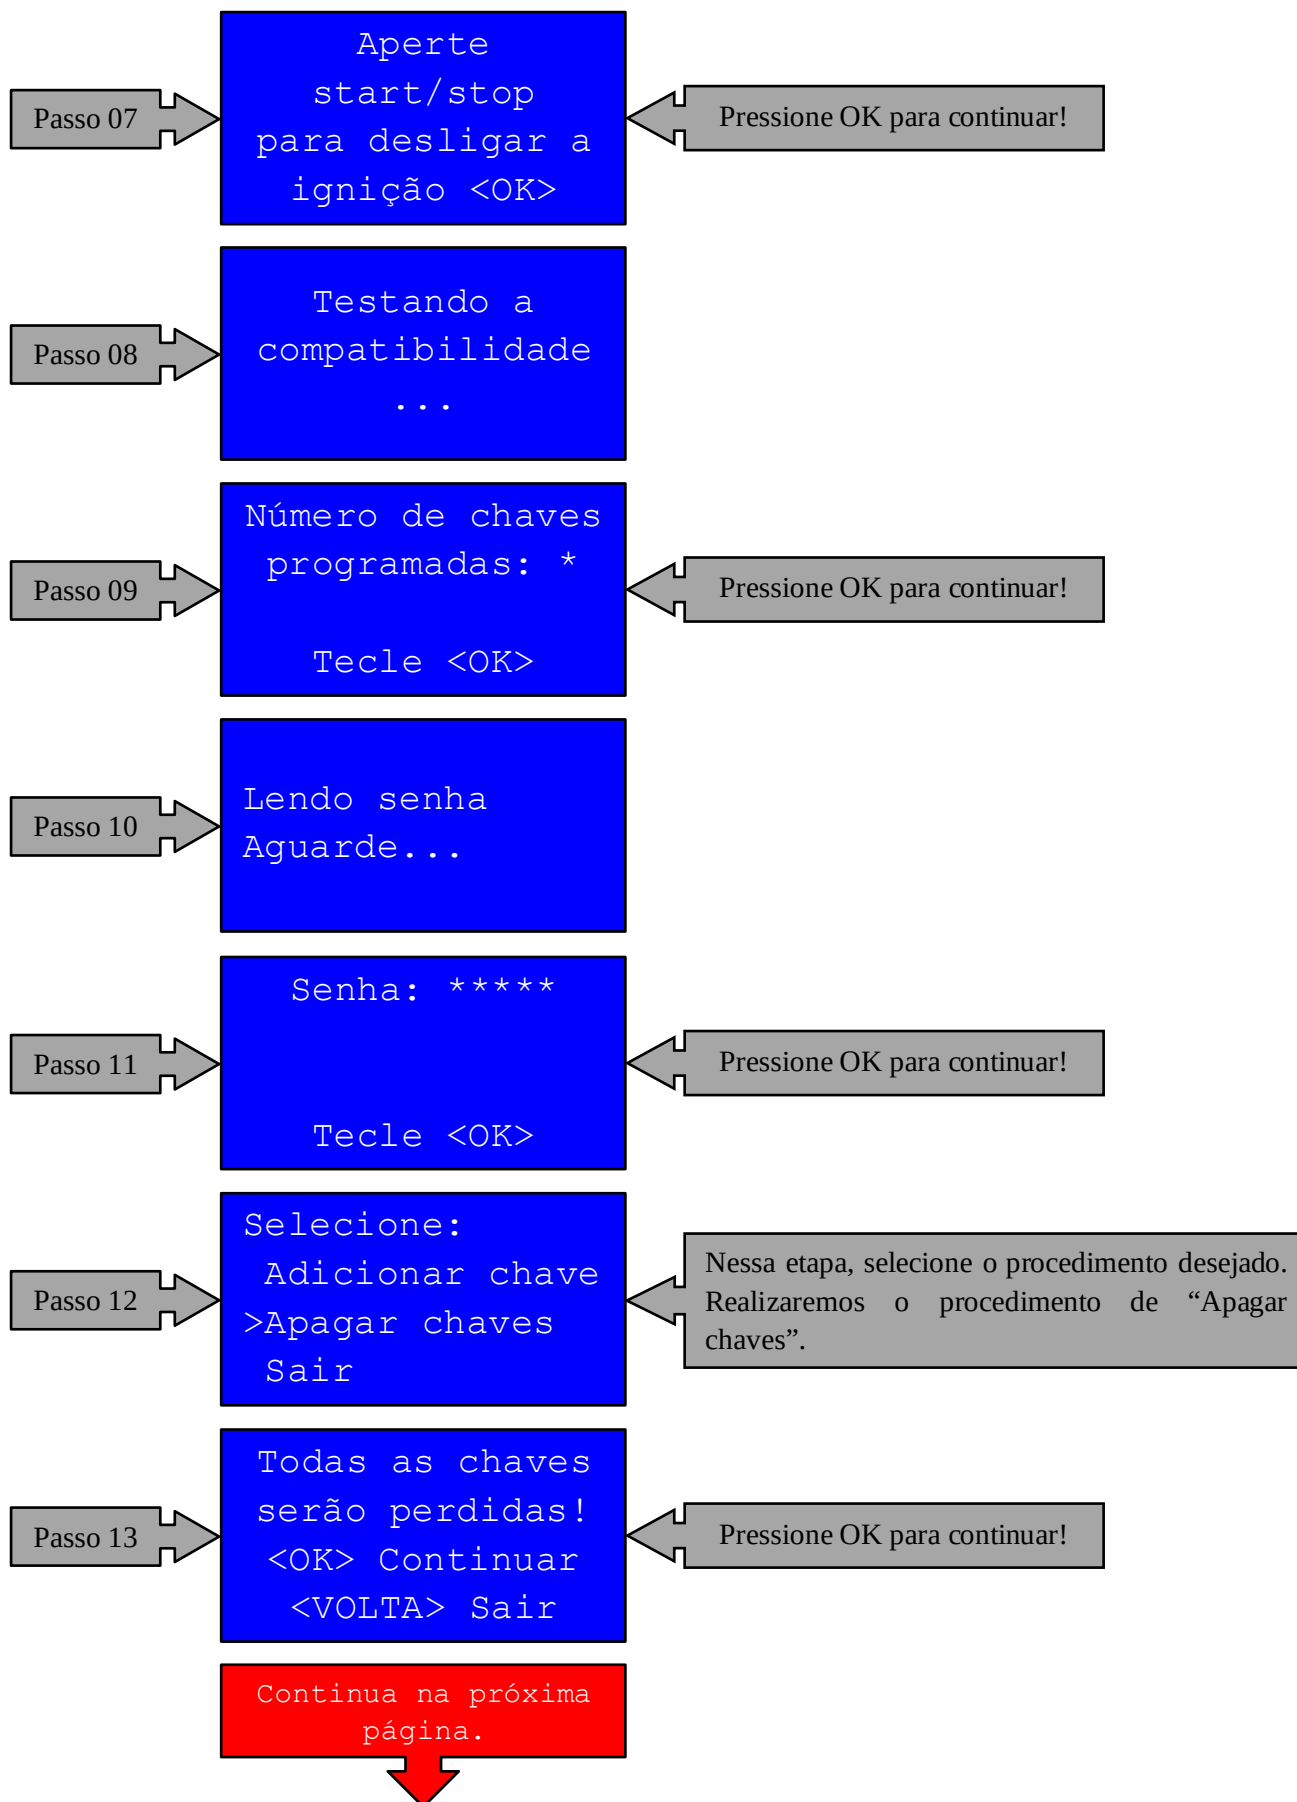 Aperte
start/stop
para desligar a
ignição <OK>
Passo 07
Pressione OK para continuar!
Testando a
compatibilidade
...
Passo 08
Número de chaves
programadas: *
Tecle <OK>
Passo 09
Pressione OK para continuar!
Lendo senha
Aguarde...
Passo 10
Senha: *****
Tecle <OK>
Passo 11
Pressione OK para continuar!
Selecione:
Adicionar chave
>Apagar chaves
Sair
Passo 12
Nessa etapa, selecione o procedimento desejado.
Realizaremos o procedimento de “Apagar
chaves”.
Todas as chaves
serão perdidas!
<OK> Continuar
<VOLTA> Sair
Passo 13
Pressione OK para continuar!
Continua na próxima
página.